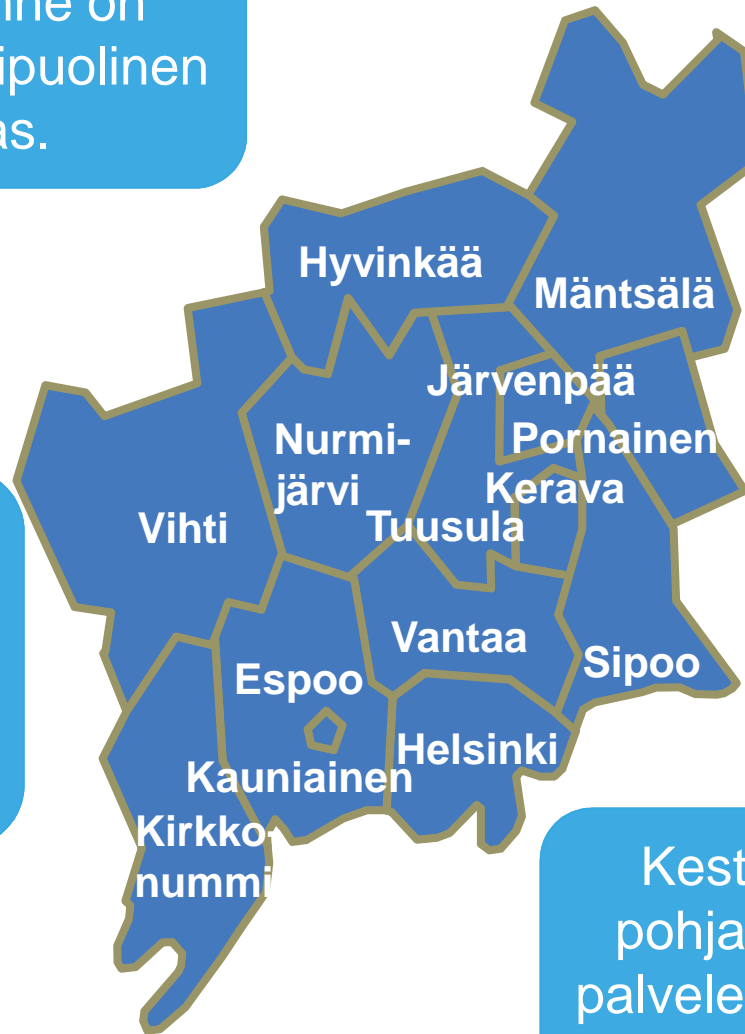 on
ipuolinen
as.
Hyvinkää
Mäntsälä
Järvenpää
Nurmi-
järvi
Pornainen
Kerava
Tuusula
Vihti
Vantaa
Sipoo
Espoo
Helsinki
Kauniainen
Kirkko-
nummi
Kest
pohja
palvele